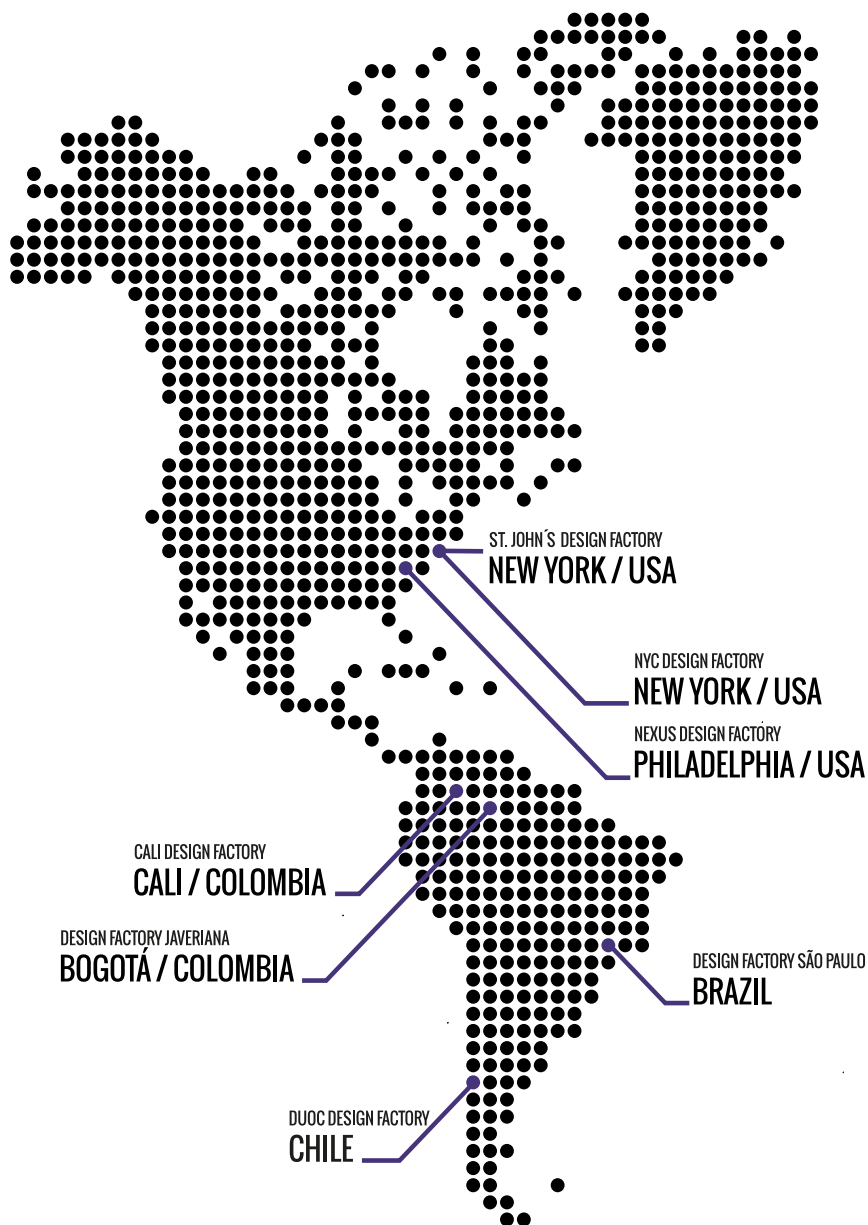 ST. JOHN´S DESIGN FACTORY
NEW YORK / USA
NYC DESIGN FACTORY
NEW YORK / USA
NEXUS DESIGN FACTORY
PHILADELPHIA / USA
CALI DESIGN FACTORY
CALI / COLOMBIA
DESIGN FACTORY JAVERIANA
BOGOTÁ / COLOMBIA
DESIGN FACTORY SÃO PAULO
BRAZIL
DUOC DESIGN FACTORY
CHILE